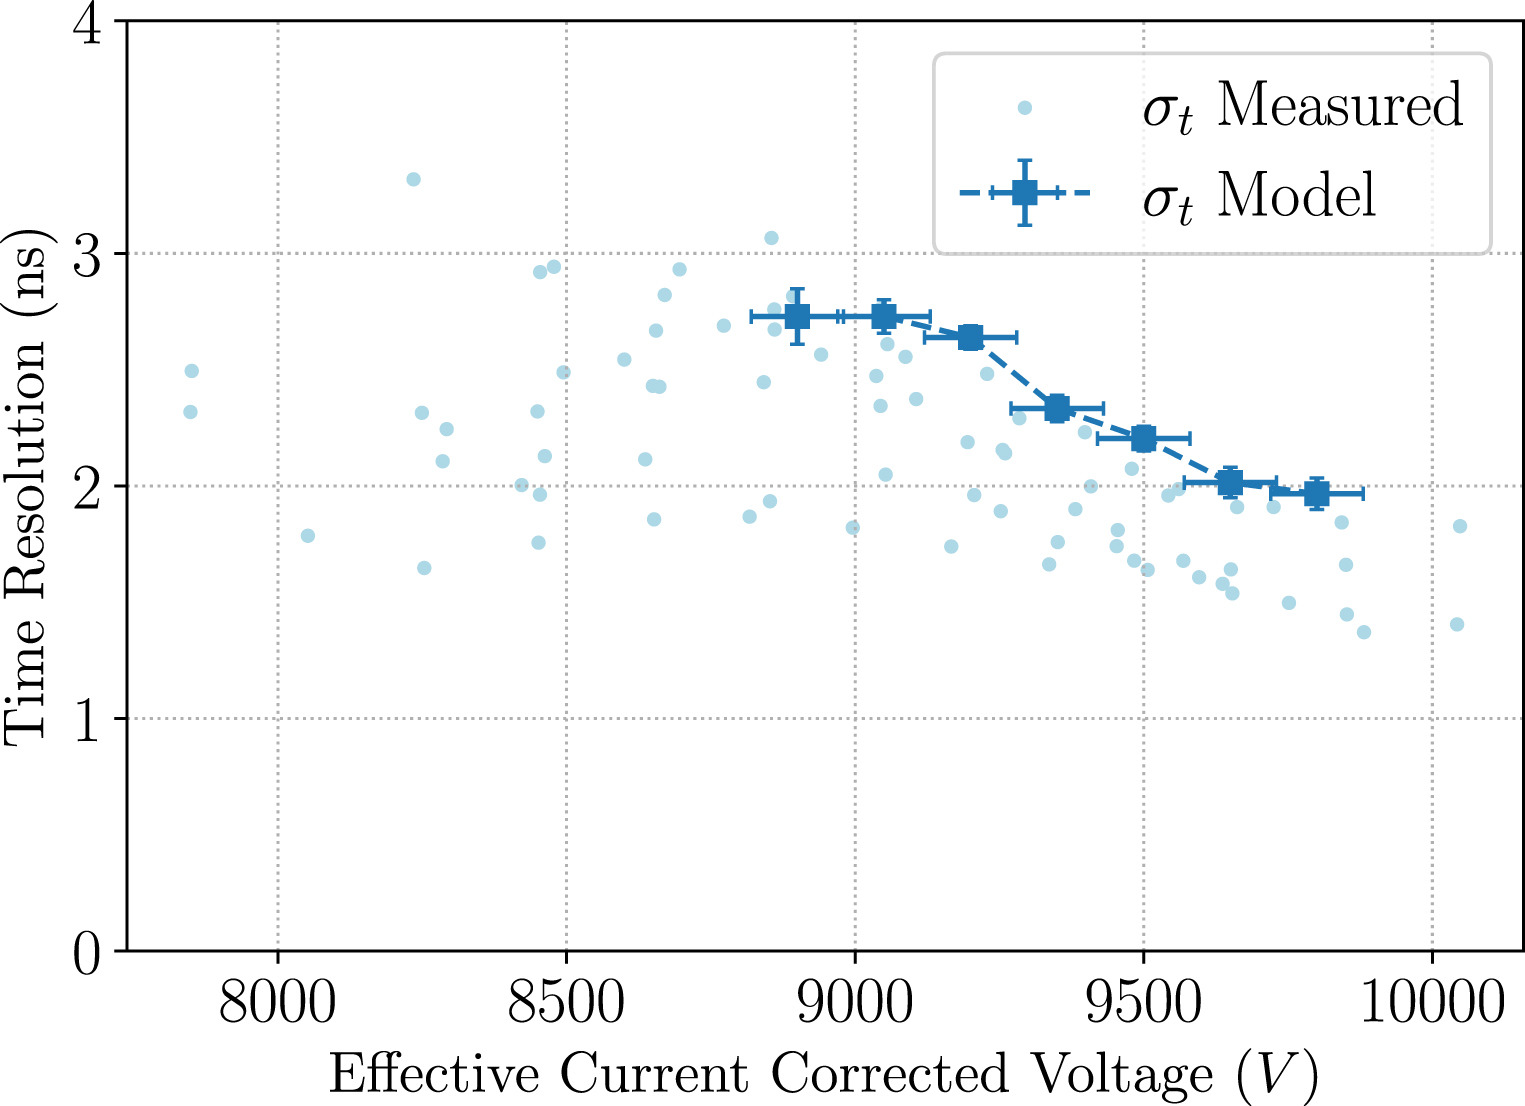 4
3
2
1
0
Time Resolution (ns)
σt Measured
σt Model
8000 8500 9000 9500 10000
Effective Current Corrected Voltage (V)